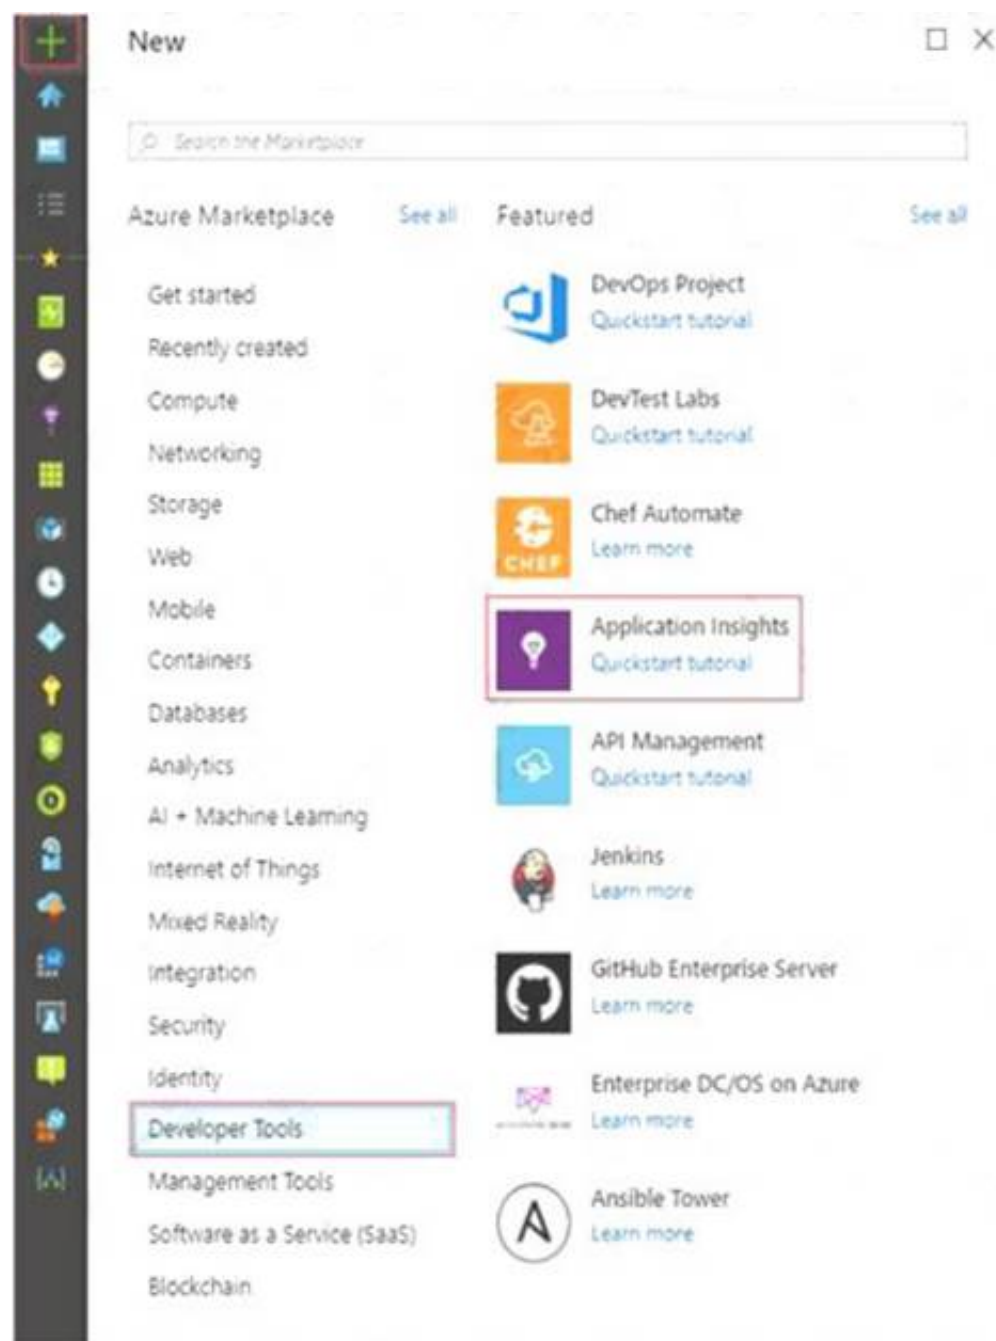 New
Search the Marketplace
Azure Marketplace
See all
Get started
Recently created
Compute
Networking
Storage
Web
Mobile
Containers
Databases
Analytics
AI + Machine Learning
Internet of Things
Mixed Reality
Integration
Security
Identity
Developer Tools
Management Tools
Software as a Service (SaaS)
Blockchain
Featured
See all
DevOps Project
Quickstart tutorial
DevTest Labs
Quickstart tutorial
CHEF
Chef Automate
Learn more
Application Insights
Quickstart tutorial
API Management
Quickstart tutorial
Jenkins
Learn more
GitHub Enterprise Server
Learn more
Enterprise DC/OS on Azure
Learn more
Ansible Tower
Learn more